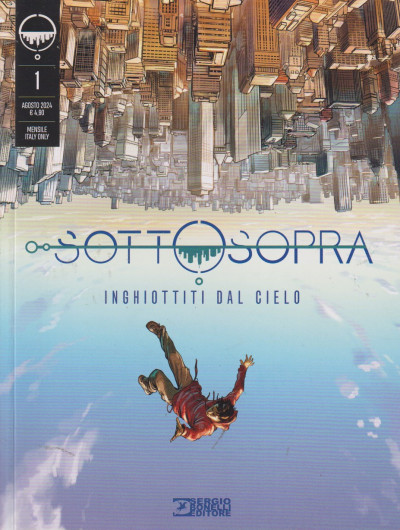 1
AGOSTO 2024
€ 4,90
MENSILE
ITALY ONLY
SOTTOSOPRA
INGHIOTTITI DAL CIELO
SERGIO
BONELLI
EDITORE